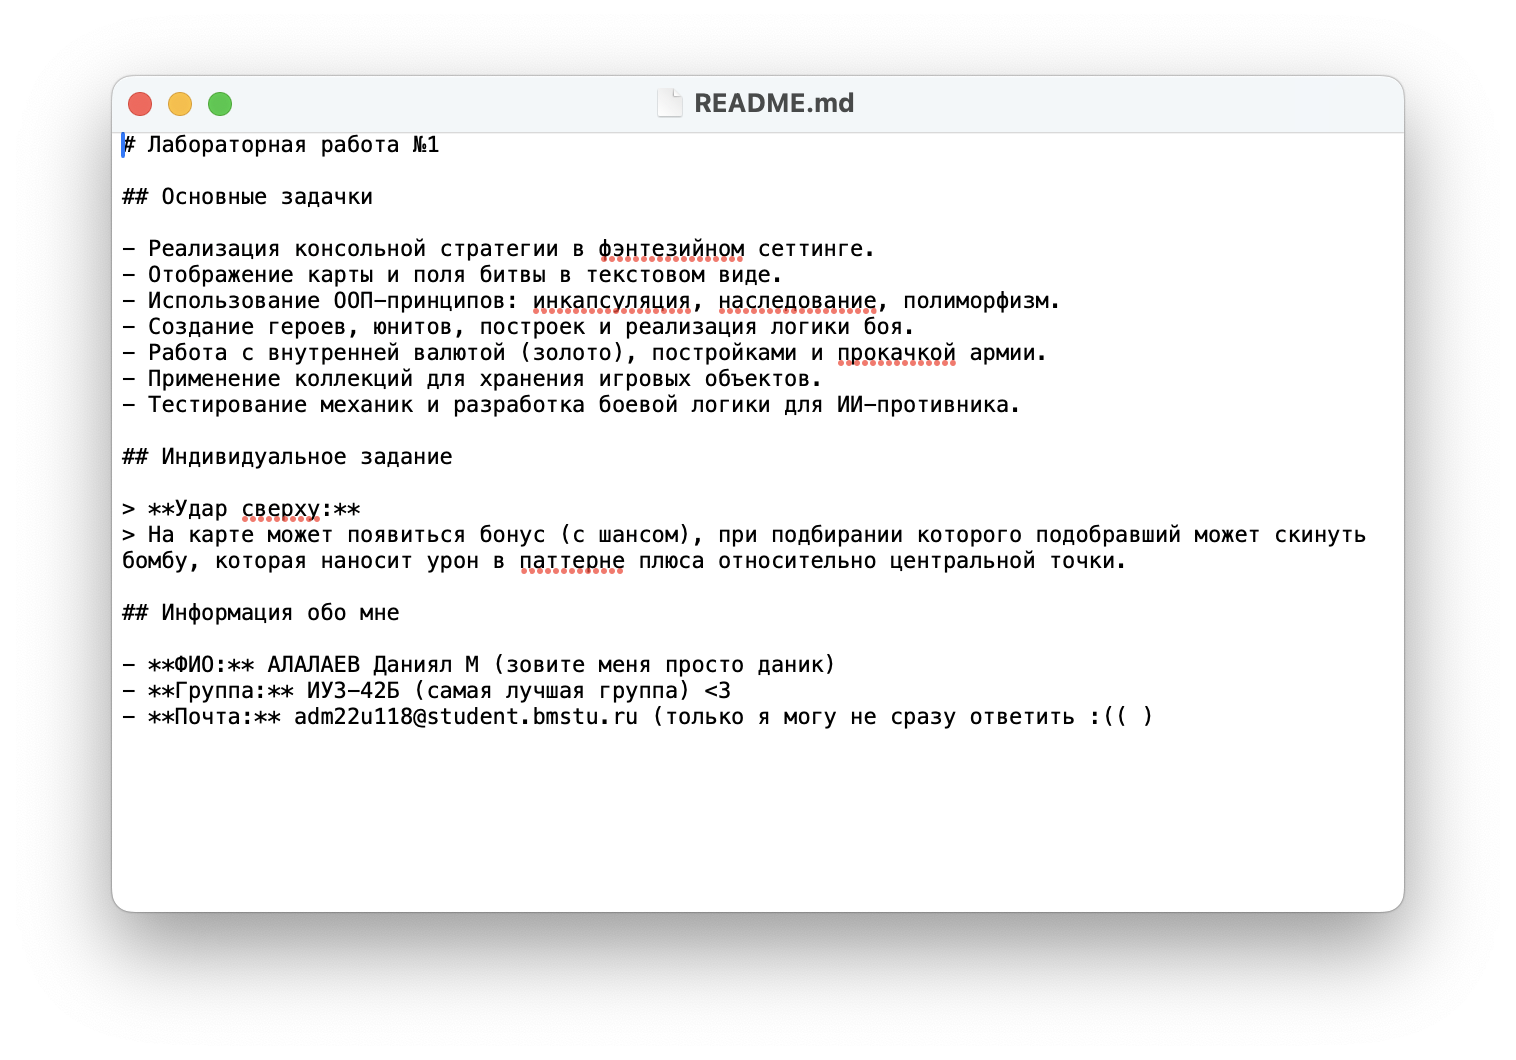 README.md
# Лабораторная работа №1
## Основные задачки
- Реализация консольной стратегии в фэнтезийном сеттинге.
- Отображение карты и поля битвы в текстовом виде.
- Использование ООП-принципов: инкапсуляция, наследование, полиморфизм.
- Создание героев, юнитов, построек и реализация логики боя.
- Работа с внутренней валютой (золото), постройками и прокачкой армии.
- Применение коллекций для хранения игровых объектов.
- Тестирование механик и разработка боевой логики для ИИ-противника.
## Индивидуальное задание
> **Удар сверху:**
> На карте может появиться бонус (с шансом), при подбирании которого подобравший может скинуть
бомбу, которая наносит урон в паттерне плюса относительно центральной точки.
## Информация обо мне
- **ФИО:** АЛАЛАЕВ Даниял М (зовите меня просто даник)
- **Группа:** ИУ3-42Б (самая лучшая группа) <3
- **Почта:** adm22u118@student.bmstu.ru (только я могу не сразу ответить :(( )